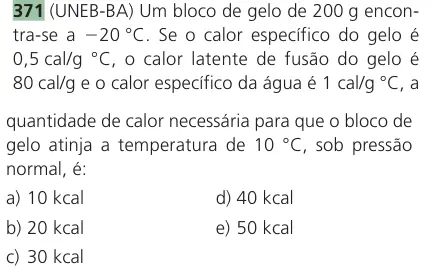 371 (UNEB-BA) Um bloco de gelo de 200 g encon-
tra-se a −20 °C. Se o calor específico do gelo é
0,5 cal/g °C, o calor latente de fusão do gelo é
80 cal/g e o calor específico da água é 1 cal/g °C, a
quantidade de calor necessária para que o bloco de
gelo atinja a temperatura de 10 °C, sob pressão
normal, é:
a) 10 kcal
b) 20 kcal
c) 30 kcal
d) 40 kcal
e) 50 kcal